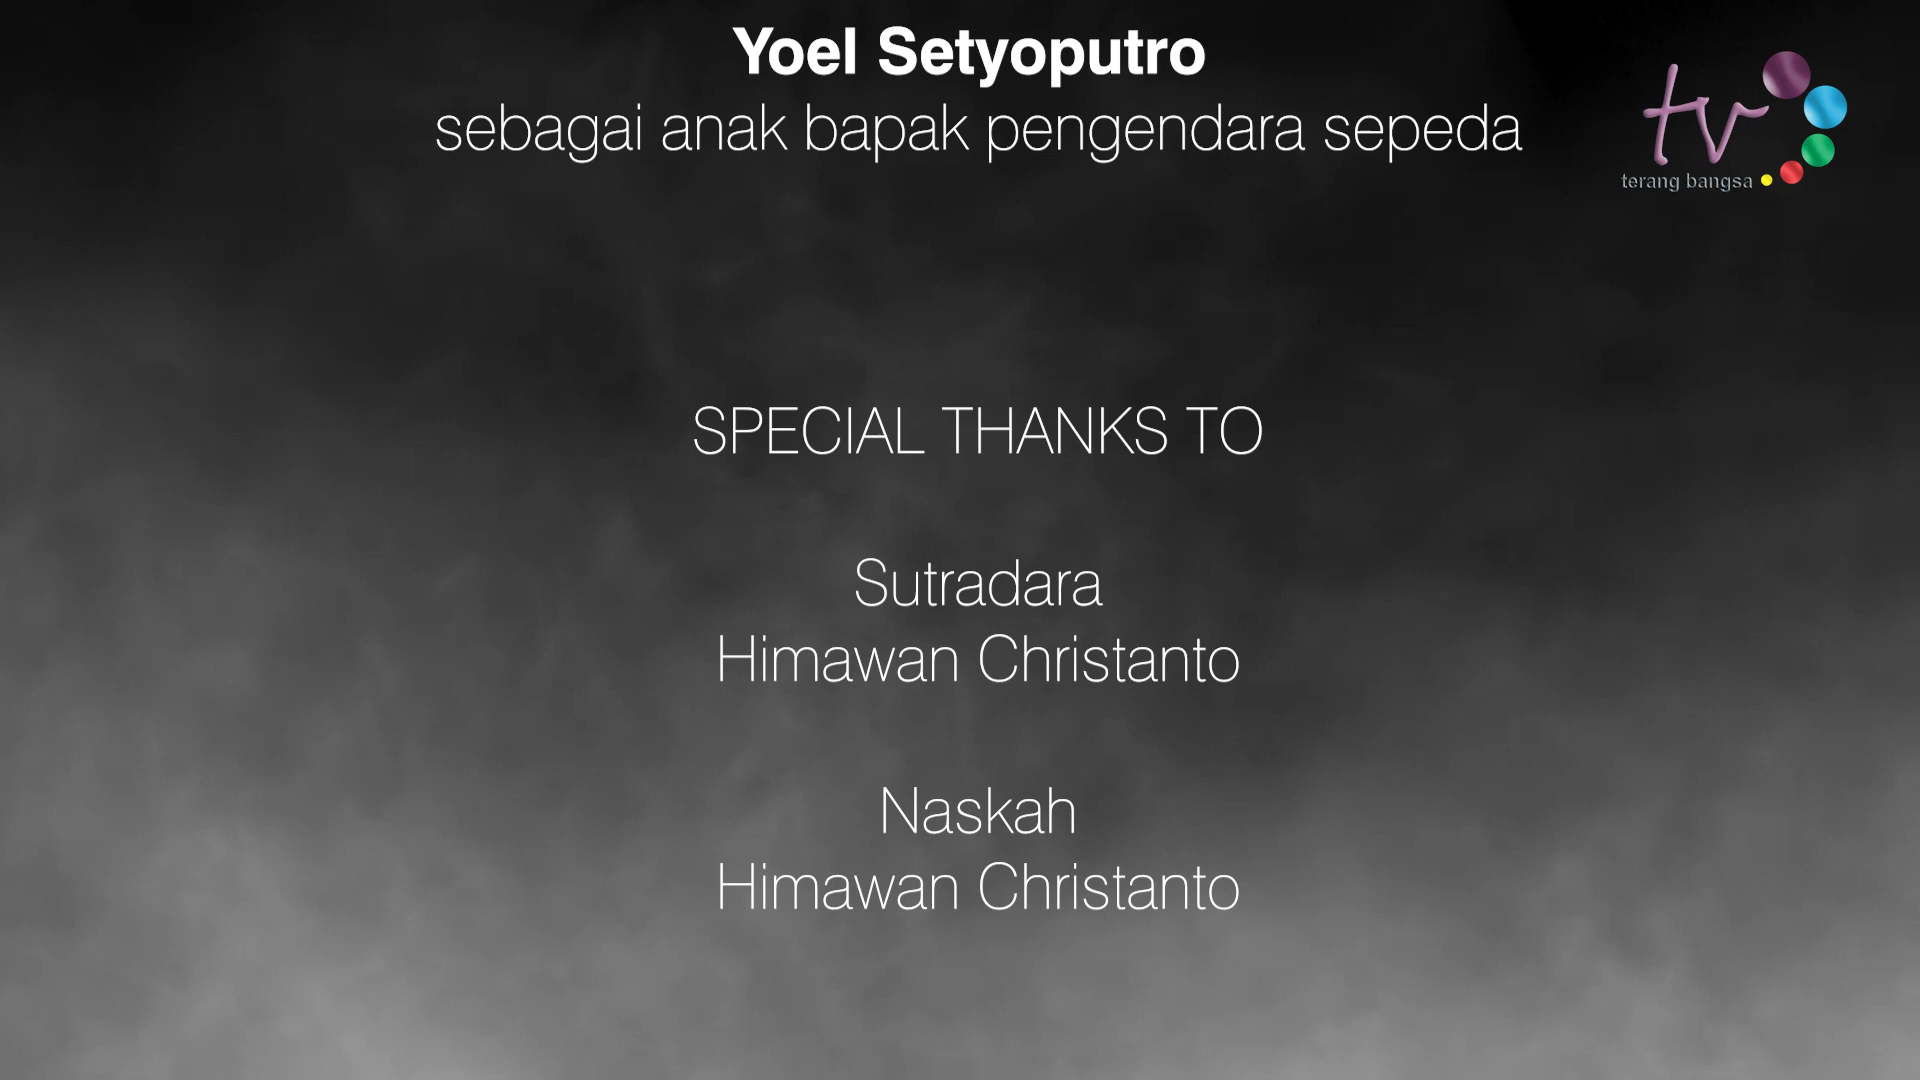 Yoel Setyoputro
sebagai anak bapak pengendara sepeda
tv
terang bangsa
SPECIAL THANKS TO
Sutradara
Himawan Christanto
Naskah
Himawan Christanto